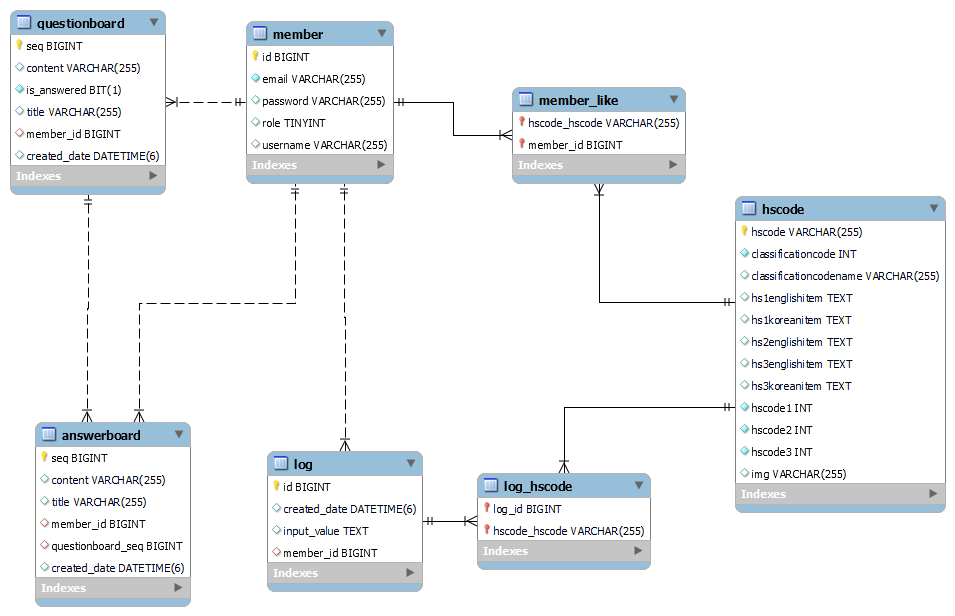 questionboard
seq BIGINT
content VARCHAR(255)
is_answered BIT(1)
title VARCHAR(255)
member_id BIGINT
created_date DATETIME(6)
Indexes
member
id BIGINT
email VARCHAR(255)
password VARCHAR(255)
role TINYINT
username VARCHAR(255)
Indexes
member_like
hscode_hscode VARCHAR(255)
member_id BIGINT
Indexes
hscode
hscode VARCHAR(255)
classificationcode INT
classificationcodename VARCHAR(255)
hs1englishitem TEXT
hs1koreanitem TEXT
hs2englishitem TEXT
hs3englishitem TEXT
hs3koreanitem TEXT
hscode1 INT
hscode2 INT
hscode3 INT
img VARCHAR(255)
Indexes
answerboard
seq BIGINT
content VARCHAR(255)
title VARCHAR(255)
member_id BIGINT
questionboard_seq BIGINT
created_date DATETIME(6)
Indexes
log
id BIGINT
created_date DATETIME(6)
input_value TEXT
member_id BIGINT
Indexes
log_hscode
log_id BIGINT
hscode_hscode VARCHAR(255)
Indexes